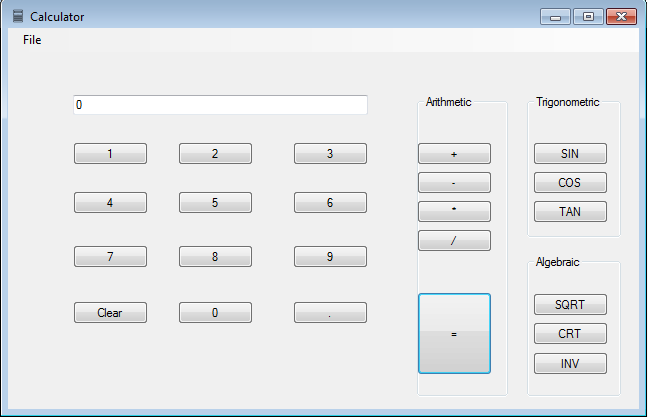 Calculator
File
0
Arithmetic
Trigonometric
1 2 3 + SIN
- COS
4 5 6 * TAN
/
7 8 9
Algebraic
Clear 0 . SQRT
= CRT
INV